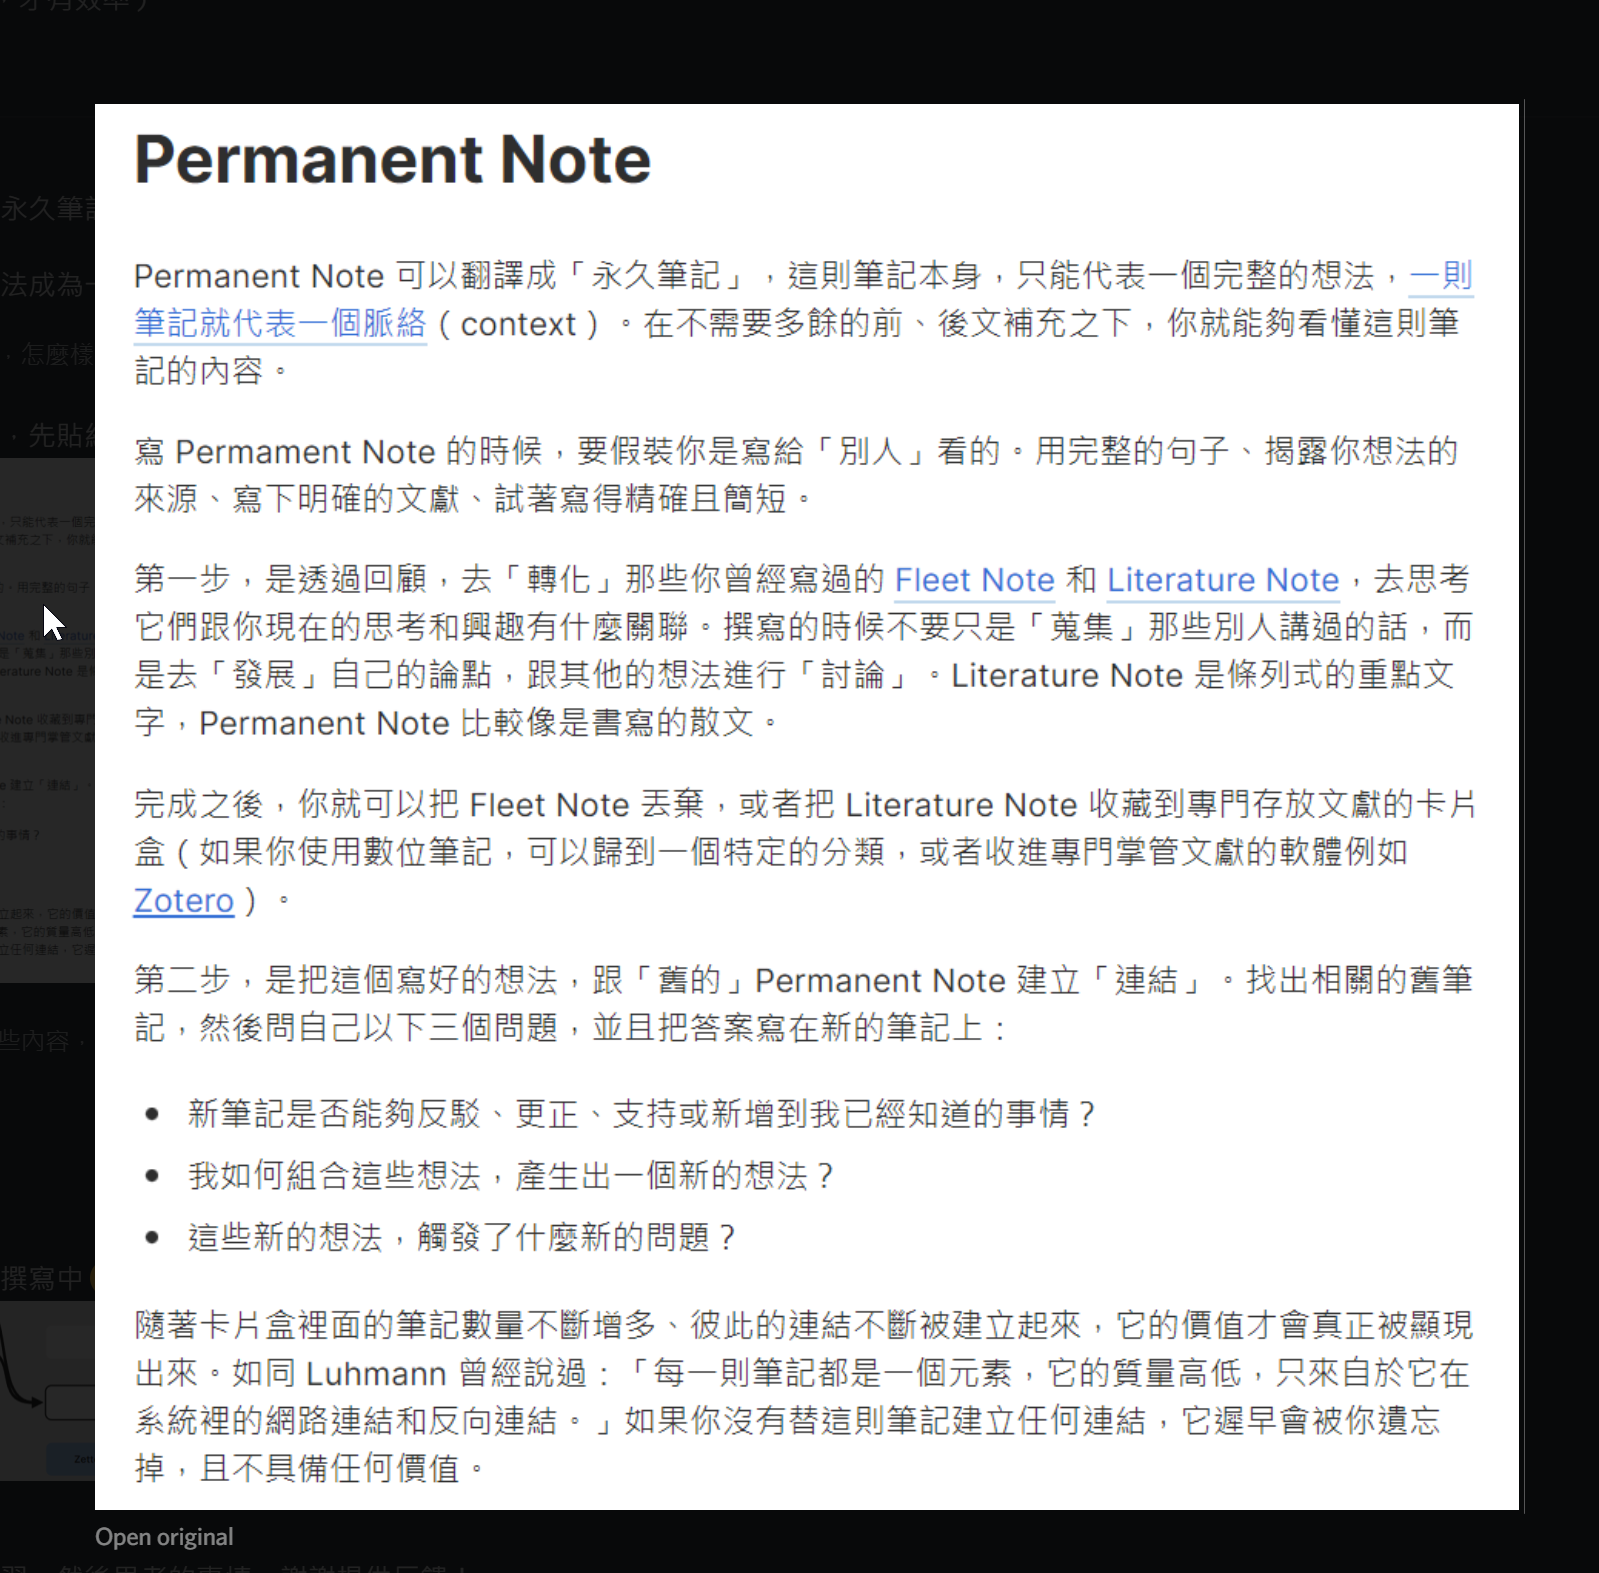 才有效率）
Permanent Note
Permanent Note 可以翻譯成「永久筆記」，這則筆記本身，只能代表一個完整的想法，一則
筆記就代表一個脈絡（context）。在不需要多餘的前、後文補充之下，你就能夠看懂這則筆
記的內容。
寫 Permament Note 的時候，要假裝你是寫給「別人」看的。用完整的句子、揭露你想法的
來源、寫下明確的文獻、試著寫得精確且簡短。
第一步，是透過回顧，去「轉化」那些你曾經寫過的 Fleet Note 和 Literature Note，去思考
它們跟你現在的思考和興趣有什麼關聯。撰寫的時候不要只是「蒐集」那些別人講過的話，而
是去「發展」自己的論點，跟其他的想法進行「討論」。Literature Note 是條列式的重點文
字，Permanent Note 比較像是書寫的散文。
完成之後，你就可以把 Fleet Note 丟棄，或者把 Literature Note 收藏到專門存放文獻的卡片
盒（如果你使用數位筆記，可以歸到一個特定的分類，或者收進專門掌管文獻的軟體例如
Zotero）。
第二步，是把這個寫好的想法，跟「舊的」Permanent Note 建立「連結」。找出相關的舊筆
記，然後問自己以下三個問題，並且把答案寫在新的筆記上：
• 新筆記是否能夠反駁、更正、支持或新增到我已經知道的事情？
• 我如何組合這些想法，產生出一個新的想法？
• 這些新的想法，觸發了什麼新的問題？
隨著卡片盒裡面的筆記數量不斷增多、彼此的連結不斷被建立起來，它的價值才會真正被顯現
出來。如同 Luhmann 曾經說過：「每一則筆記都是一個元素，它的質量高低，只來自於它在
系統裡的網路連結和反向連結。」如果你沒有替這則筆記建立任何連結，它遲早會被你遺忘
掉，且不具備任何價值。
Open original
永久筆
法成為
，怎麼樣
，先貼
些內容，
撰寫中